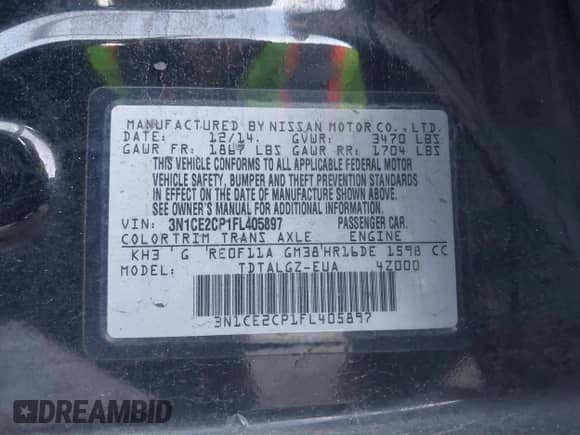 MANUFACTURED BY NISSAN MOTOR CO., LTD.
DATE: 12/14. GVWR: 3470 LBS
GAWR FR: 1867 LBS GAWR RR: 1704 LBS
THIS VEHICLE CONFORMS TO ALL APPLICABLE FEDERAL MOTOR
VEHICLE SAFETY, BUMPER AND THEFT PREVENTION STANDARDS
IN EFFECT ON THE DATE OF MANUFACTURE SHOWN ABOVE.
SEE OWNER'S MANUAL FOR ADDITIONAL INFORMATION.
VIN: 3N1CE2CP1FL405897 PASSENGER CAR.
COLOR TRIM TRANS AXLE ENGINE
KH3 ' G 'RE0F11A GM38'HR16DE 1598 CC
MODEL: TDTALGZ-EUA 4Z000
3N1CE2CP1FL405897
DREAMBID